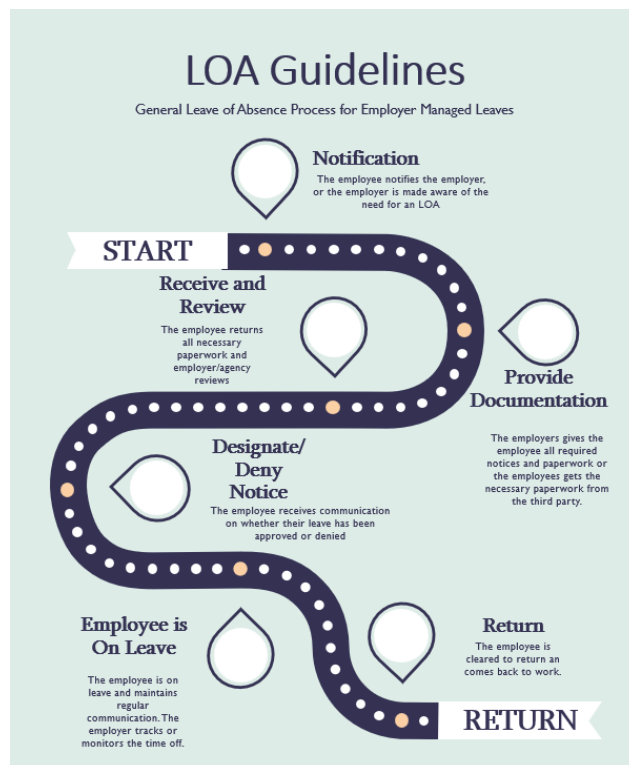 LOA Guidelines
General Leave of Absence Process for Employer Managed Leaves
Notification
The employee notifies the employer,
or the employer is made aware of the
need for an LOA
START
Receive and
Review
The employee returns
all necessary
paperwork and
employer/agency
reviews
Provide
Documentation
The employers gives the
employee all required
notices and paperwork or
the employees gets the
necessary paperwork from
the third party.
Designate/
Deny
Notice
The employee receives communication
on whether their leave has been
approved or denied
Employee is
On Leave
The employee is on
leave and maintains
regular
communication. The
employer tracks or
monitors the time off.
Return
The employee is
cleared to return an
comes back to work.
RETURN